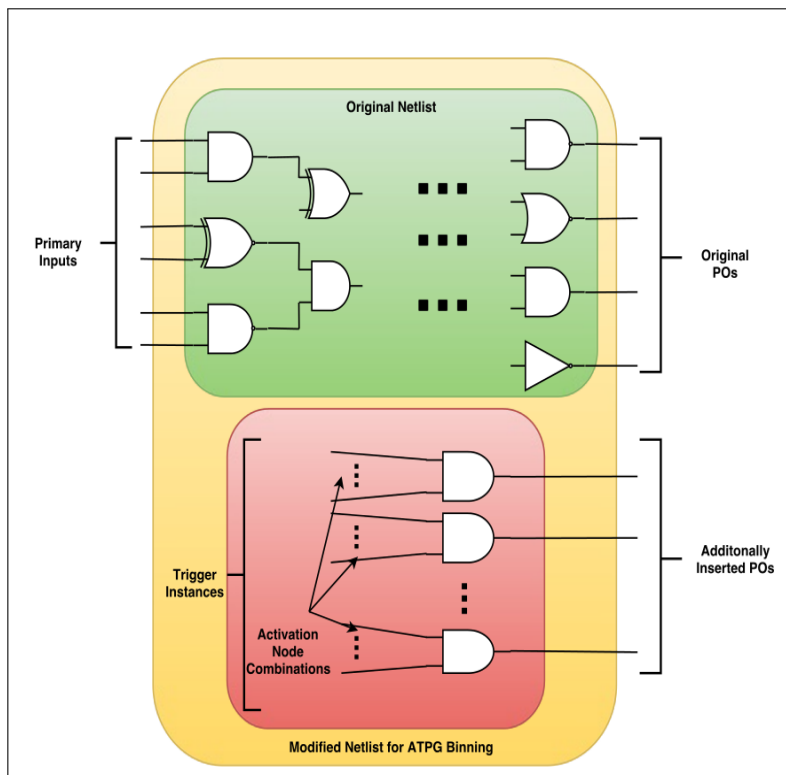 Original Netlist
Primary
Inputs
Original
POs
Trigger
Instances
Activation
Node
Combinations
Additonally
Inserted POs
Modified Netlist for ATPG Binning